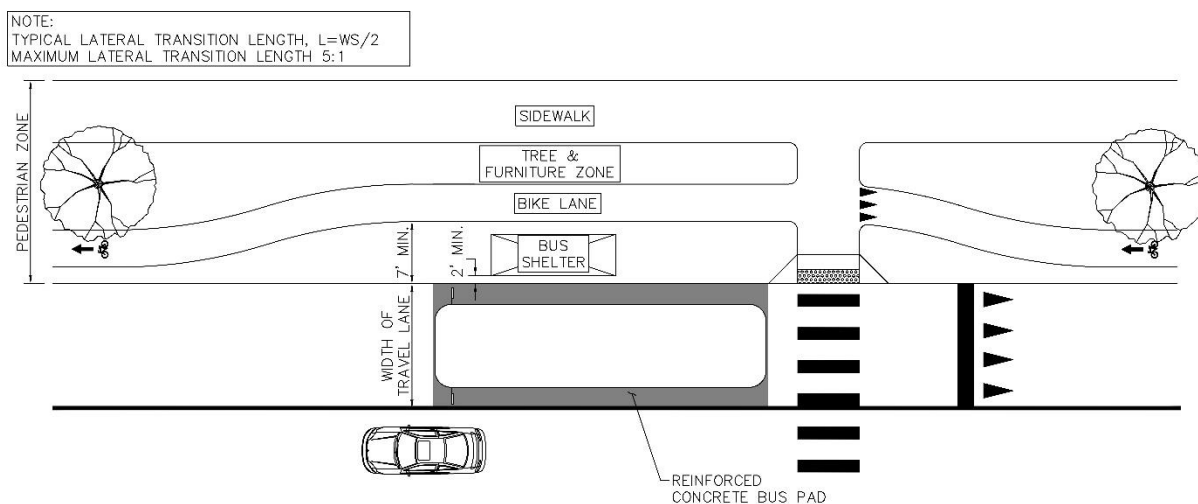 NOTE:
TYPICAL LATERAL TRANSITION LENGTH, L=WS/2
MAXIMUM LATERAL TRANSITION LENGTH 5:1
PEDESTRIAN ZONE
SIDEWALK
TREE &
FURNITURE ZONE
BIKE LANE
7' MIN.
2' MIN.
BUS
SHELTER
WIDTH OF
TRAVEL LANE
REINFORCED
CONCRETE BUS PAD